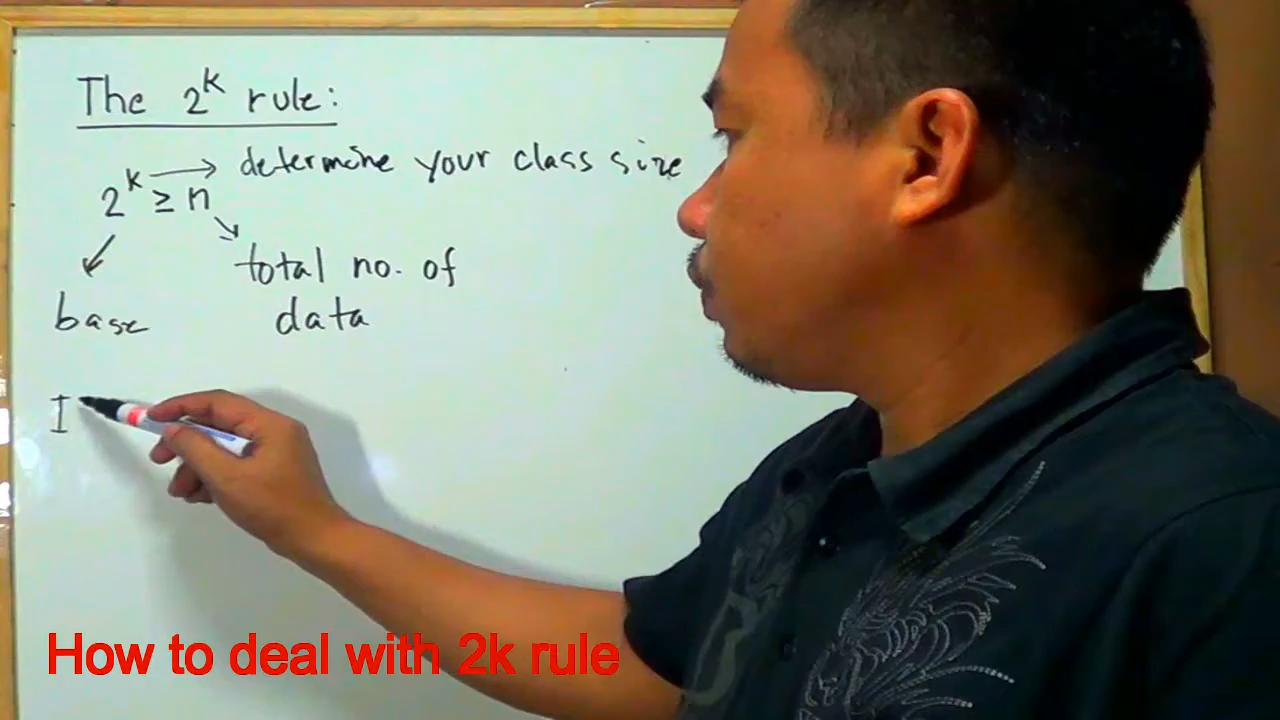 The 2^k rule:
2^k ≥ n → determine your class size
total no. of
base data
I
How to deal with 2k rule